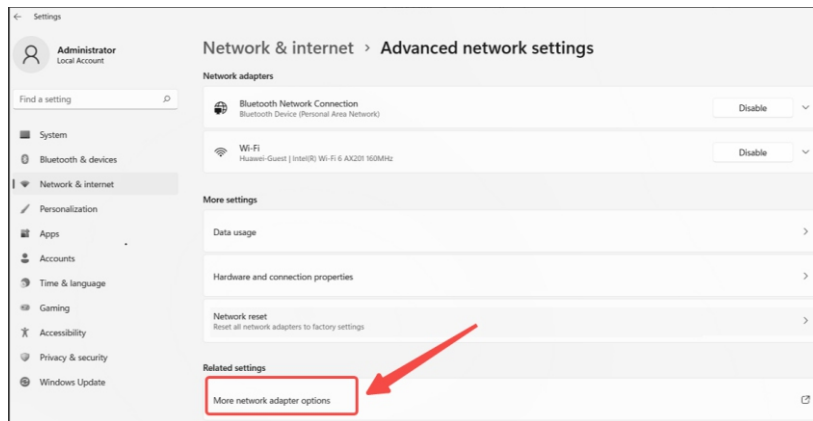 Settings
Administrator
Local Account
Find a setting
System
Bluetooth & devices
Network & internet
Personalization
Apps
Accounts
Time & language
Gaming
Accessibility
Privacy & security
Windows Update
Network & internet > Advanced network settings
Network adapters
Bluetooth Network Connection
Bluetooth Device (Personal Area Network)
Disable
Wi-Fi
Huawei-Guest | Intel(R) Wi-Fi 6 AX201 160MHz
Disable
More settings
Data usage
Hardware and connection properties
Network reset
Reset all network adapters to factory settings
Related settings
More network adapter options